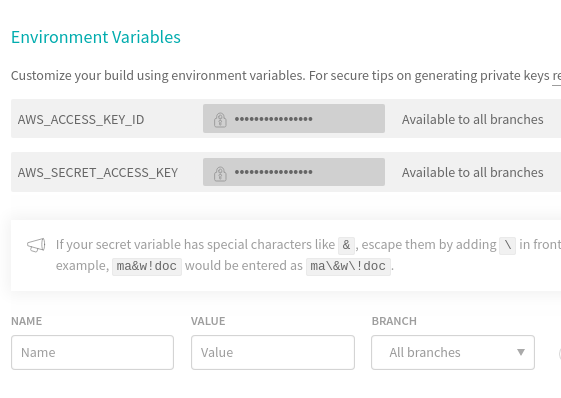 Environment Variables
Customize your build using environment variables. For secure tips on generating private keys
AWS_ACCESS_KEY_ID •••••••••••••••• Available to all branches
AWS_SECRET_ACCESS_KEY •••••••••••••••• Available to all branches
If your secret variable has special characters like &, escape them by adding \ in front
example, ma&w!doc would be entered as ma\&w\!doc.
NAME VALUE BRANCH
Name Value All branches